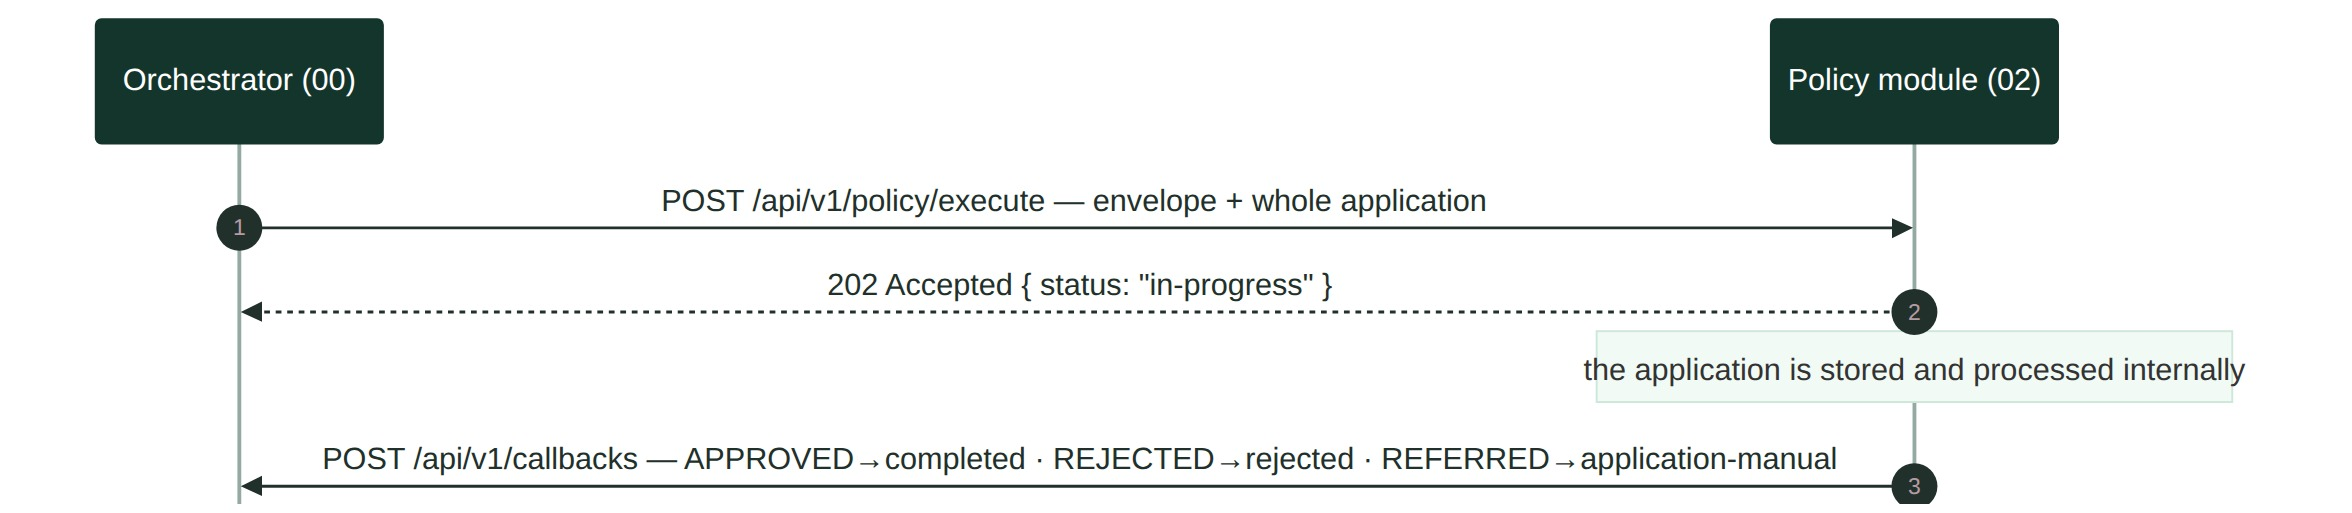 Orchestrator (00)
Policy module (02)
POST /api/v1/policy/execute — envelope + whole application
1
202 Accepted { status: "in-progress" }
2
the application is stored and processed internally
POST /api/v1/callbacks — APPROVED→completed · REJECTED→rejected · REFERRED→application-manual
3